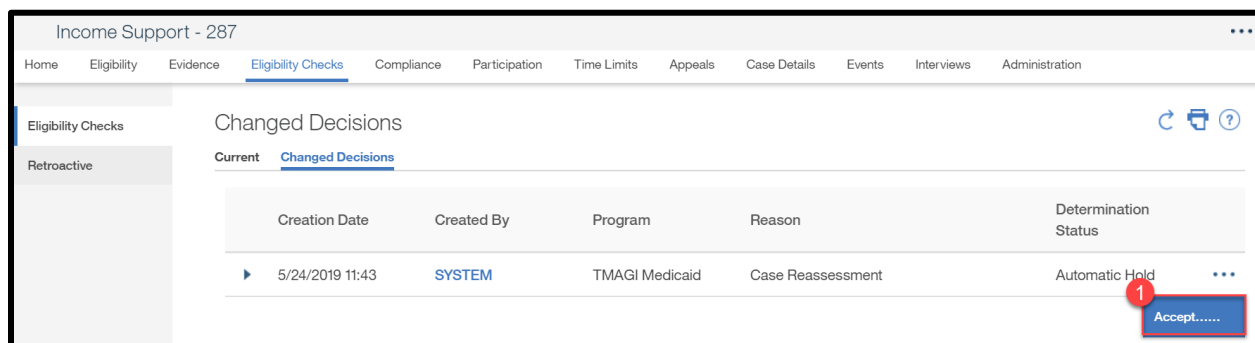 Income Support - 287
Home Eligibility Evidence Eligibility Checks Compliance Participation Time Limits Appeals Case Details Events Interviews Administration
Eligibility Checks
Retroactive
Changed Decisions
?
Current Changed Decisions
Creation Date Created By Program Reason Determination Status
5/24/2019 11:43 SYSTEM TMAGI Medicaid Case Reassessment Automatic Hold
1
Accept......